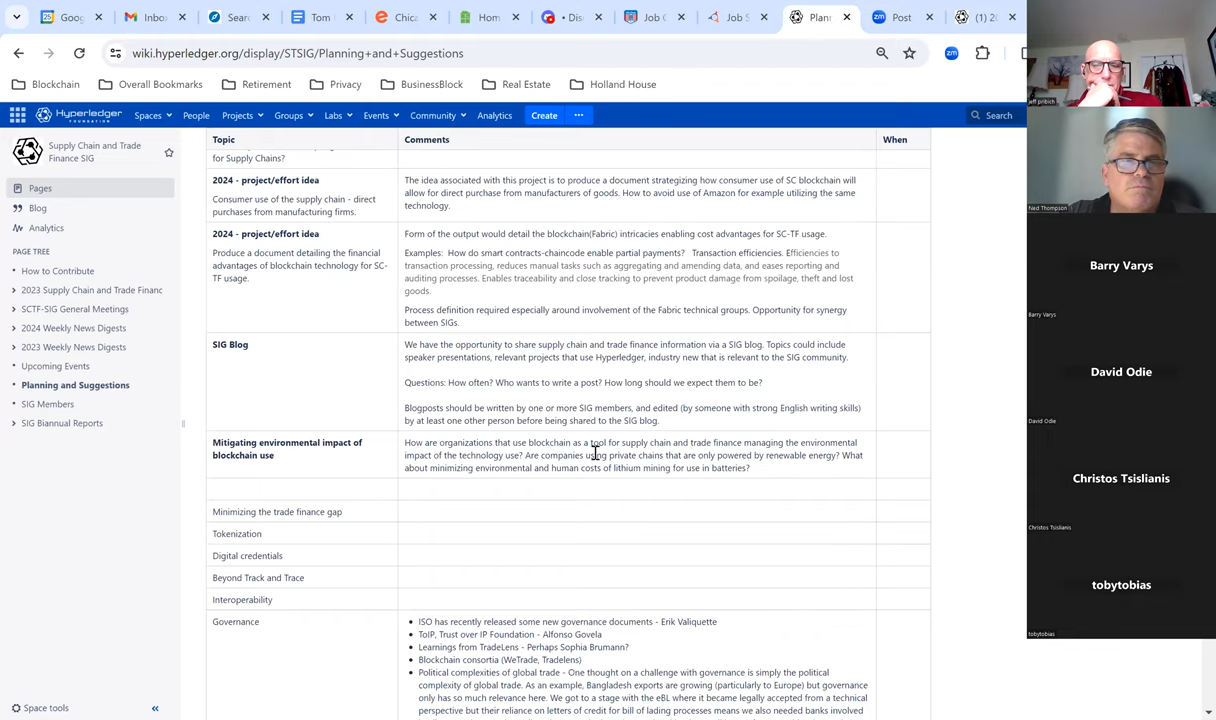 Goog
Inbox
Searc
Tom
Chica
Hom
• Disc
Job
Job S
Plann
Post
(1) 20
wiki.hyperledger.org/display/STSIG/Planning+and+Suggestions
zm
Blockchain
Overall Bookmarks
Retirement
Privacy
BusinessBlock
Real Estate
Holland House
HYPERLEDGER
FOUNDATION
Spaces
People
Projects
Groups
Labs
Events
Community
Analytics
Create
Search
Supply Chain and Trade
Finance SIG
Pages
Blog
Analytics
PAGE TREE
How to Contribute
2023 Supply Chain and Trade Financ
SCTF-SIG General Meetings
2024 Weekly News Digests
2023 Weekly News Digests
Upcoming Events
Planning and Suggestions
SIG Members
SIG Biannual Reports
Space tools
Topic
Comments
When
for Supply Chains?
2024 - project/effort idea
Consumer use of the supply chain - direct
purchases from manufacturing firms.
The idea associated with this project is to produce a document strategizing how consumer use of SC blockchain will
allow for direct purchase from manufacturers of goods. How to avoid use of Amazon for example utilizing the same
technology.
2024 - project/effort idea
Produce a document detailing the financial
advantages of blockchain technology for SC-
TF usage.
Form of the output would detail the blockchain(Fabric) intricacies enabling cost advantages for SC-TF usage.
Examples: How do smart contracts-chaincode enable partial payments? Transaction efficiencies. Efficiencies to
transaction processing, reduces manual tasks such as aggregating and amending data, and eases reporting and
auditing processes. Enables traceability and close tracking to prevent product damage from spoilage, theft and lost
goods.
Process definition required especially around involvement of the Fabric technical groups. Opportunity for synergy
between SIGs.
SIG Blog
We have the opportunity to share supply chain and trade finance information via a SIG blog. Topics could include
speaker presentations, relevant projects that use Hyperledger, industry new that is relevant to the SIG community.
Questions: How often? Who wants to write a post? How long should we expect them to be?
Blogposts should be written by one or more SIG members, and edited (by someone with strong English writing skills)
by at least one other person before being shared to the SIG blog.
Mitigating environmental impact of
blockchain use
How are organizations that use blockchain as a tool for supply chain and trade finance managing the environmental
impact of the technology use? Are companies using private chains that are only powered by renewable energy? What
about minimizing environmental and human costs of lithium mining for use in batteries?
Minimizing the trade finance gap
Tokenization
Digital credentials
Beyond Track and Trace
Interoperability
Governance
ISO has recently released some new governance documents - Erik Valiquette
ToIP, Trust over IP Foundation - Alfonso Govela
Learnings from TradeLens - Perhaps Sophia Brumann?
Blockchain consortia (WeTrade, Tradelens)
Political complexities of global trade - One thought on a challenge with governance is simply the political
complexity of global trade. As an example, Bangladesh exports are growing (particularly to Europe) but governance
only has so much relevance here. We got to a stage with the eBL where it became legally accepted from a technical
perspective but their reliance on letters of credit for bill of lading processes means we also needed banks involved
jeff pribich
Ned Thompson
Barry Varys
Barry Varys
David Odie
David Odie
Christos Tsislianis
Christos Tsislianis
tobytobias
tobytobias